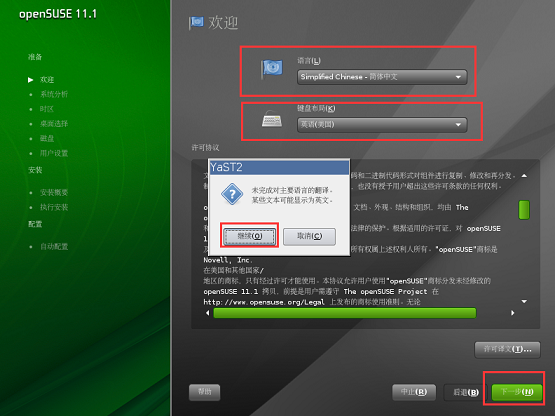 openSUSE 11.1
准备
欢迎
系统分析
时区
桌面选择
磁盘
用户设置
安装
安装概要
执行安装
配置
自动配置
欢迎
语言(L)
Simplified Chinese - 简体中文
键盘布局(K)
英语(美国)
许可协议
码和二进制代码形式对组件进行复制、修改和再分发。
也没有授予用户超出这些许可条款的任何权利。
YaST2
未完成对主要语言的翻译。
某些文本可能显示为英文。
继续(O)
取消(C)
文档、外观、结构和组织，均由 The
法律的保护。根据适用的许可证，对 openSUSE
所有权属上述权利人所有。"openSUSE"商标是
Novell, Inc.
在美国和其他国家/
地区的商标，只有经过许可才能使用。本协议允许用户使用"openSUSE"商标分发未经修改的
openSUSE 11.1 拷贝，前提是用户需遵守 The openSUSE Project 在
http://www.opensuse.org/Legal 上发布的商标使用准则。无论
许可译文(T)...
帮助
中止(R)
后退(B)
下一步(N)